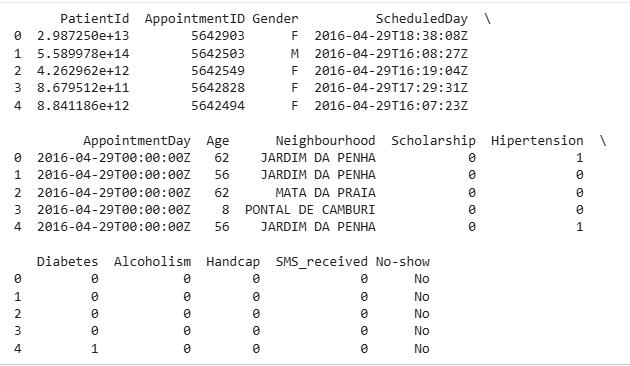 PatientId AppointmentID Gender ScheduledDay \
0 2.987250e+13 5642903 F 2016-04-29T18:38:08Z
1 5.589978e+14 5642503 M 2016-04-29T16:08:27Z
2 4.262962e+12 5642549 F 2016-04-29T16:19:04Z
3 8.679512e+11 5642828 F 2016-04-29T17:29:31Z
4 8.841186e+12 5642494 F 2016-04-29T16:07:23Z
AppointmentDay Age Neighbourhood Scholarship Hipertension \
0 2016-04-29T00:00:00Z 62 JARDIM DA PENHA 0 1
1 2016-04-29T00:00:00Z 56 JARDIM DA PENHA 0 0
2 2016-04-29T00:00:00Z 62 MATA DA PRAIA 0 0
3 2016-04-29T00:00:00Z 8 PONTAL DE CAMBURI 0 0
4 2016-04-29T00:00:00Z 56 JARDIM DA PENHA 0 1
Diabetes Alcoholism Handcap SMS_received No-show
0 0 0 0 0 No
1 0 0 0 0 No
2 0 0 0 0 No
3 0 0 0 0 No
4 1 0 0 0 No